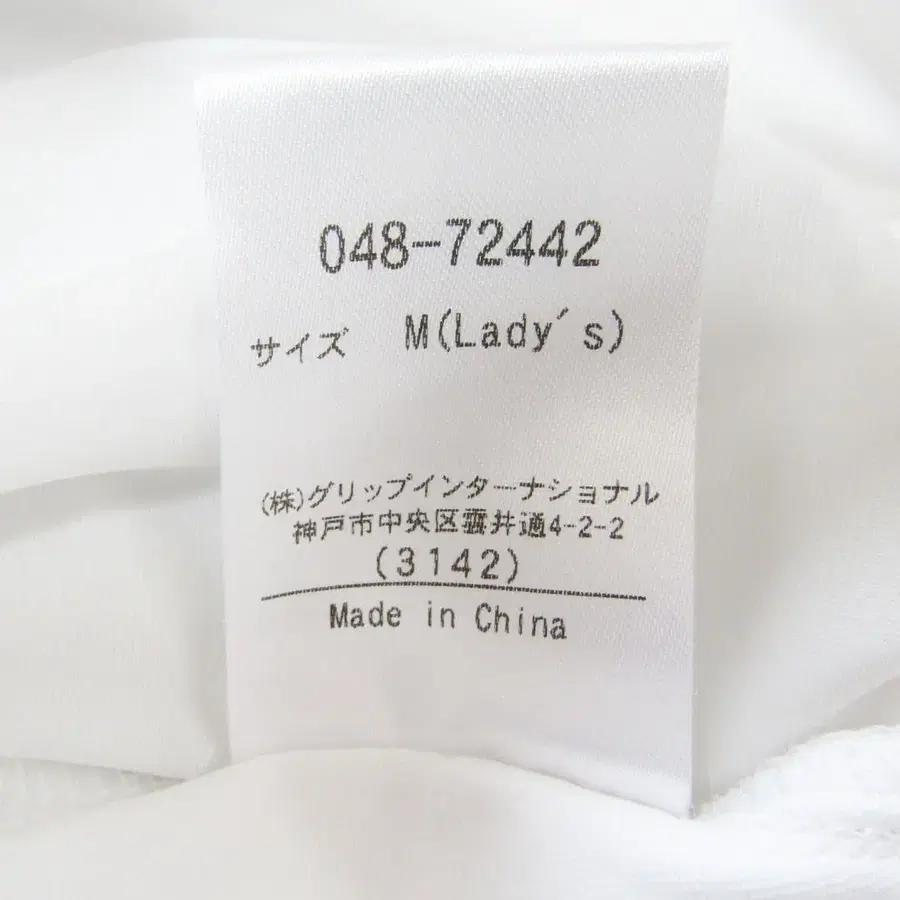 048-72442
サイズ M(Lady's)
(株)グリップインターナショナル
神戸市中央区雲井通4-2-2
(3142)
Made in China